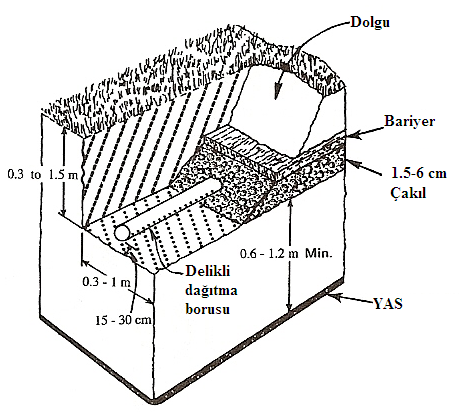 Dolgu
Bariyer
0.3 to 1.5 m
1.5-6 cm
Çakıl
0.6 - 1.2 m Min.
0.3 - 1 m
Delikli
dağıtma
borusu
15 - 30 cm
YAS